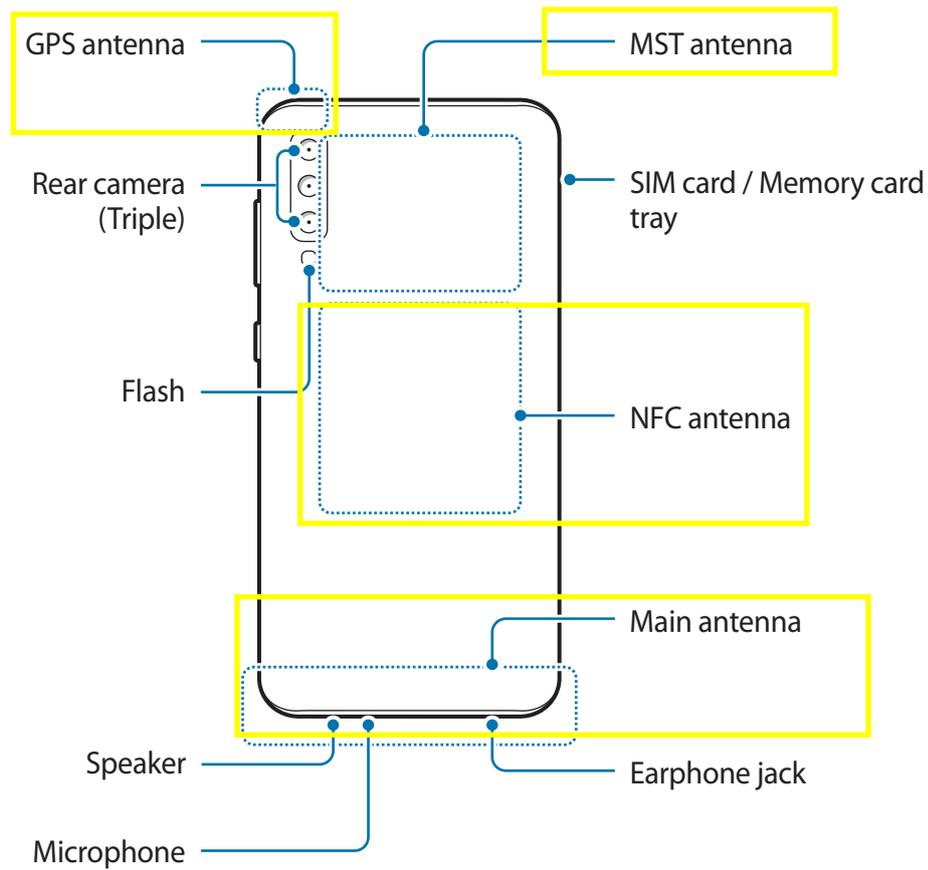 GPS antenna
MST antenna
Rear camera
(Triple)
SIM card / Memory card
tray
Flash
NFC antenna
Main antenna
Speaker
Earphone jack
Microphone